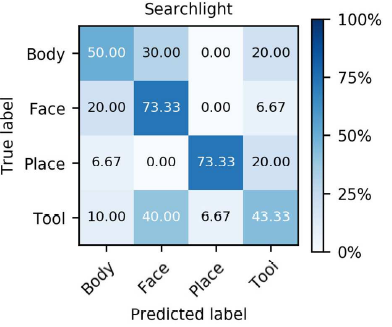 Searchlight
True label
Body 50.00 30.00 0.00 20.00
Face 20.00 73.33 0.00 6.67
Place 6.67 0.00 73.33 20.00
Tool 10.00 40.00 6.67 43.33
Body Face Place Tool
Predicted label
100%
75%
50%
25%
0%